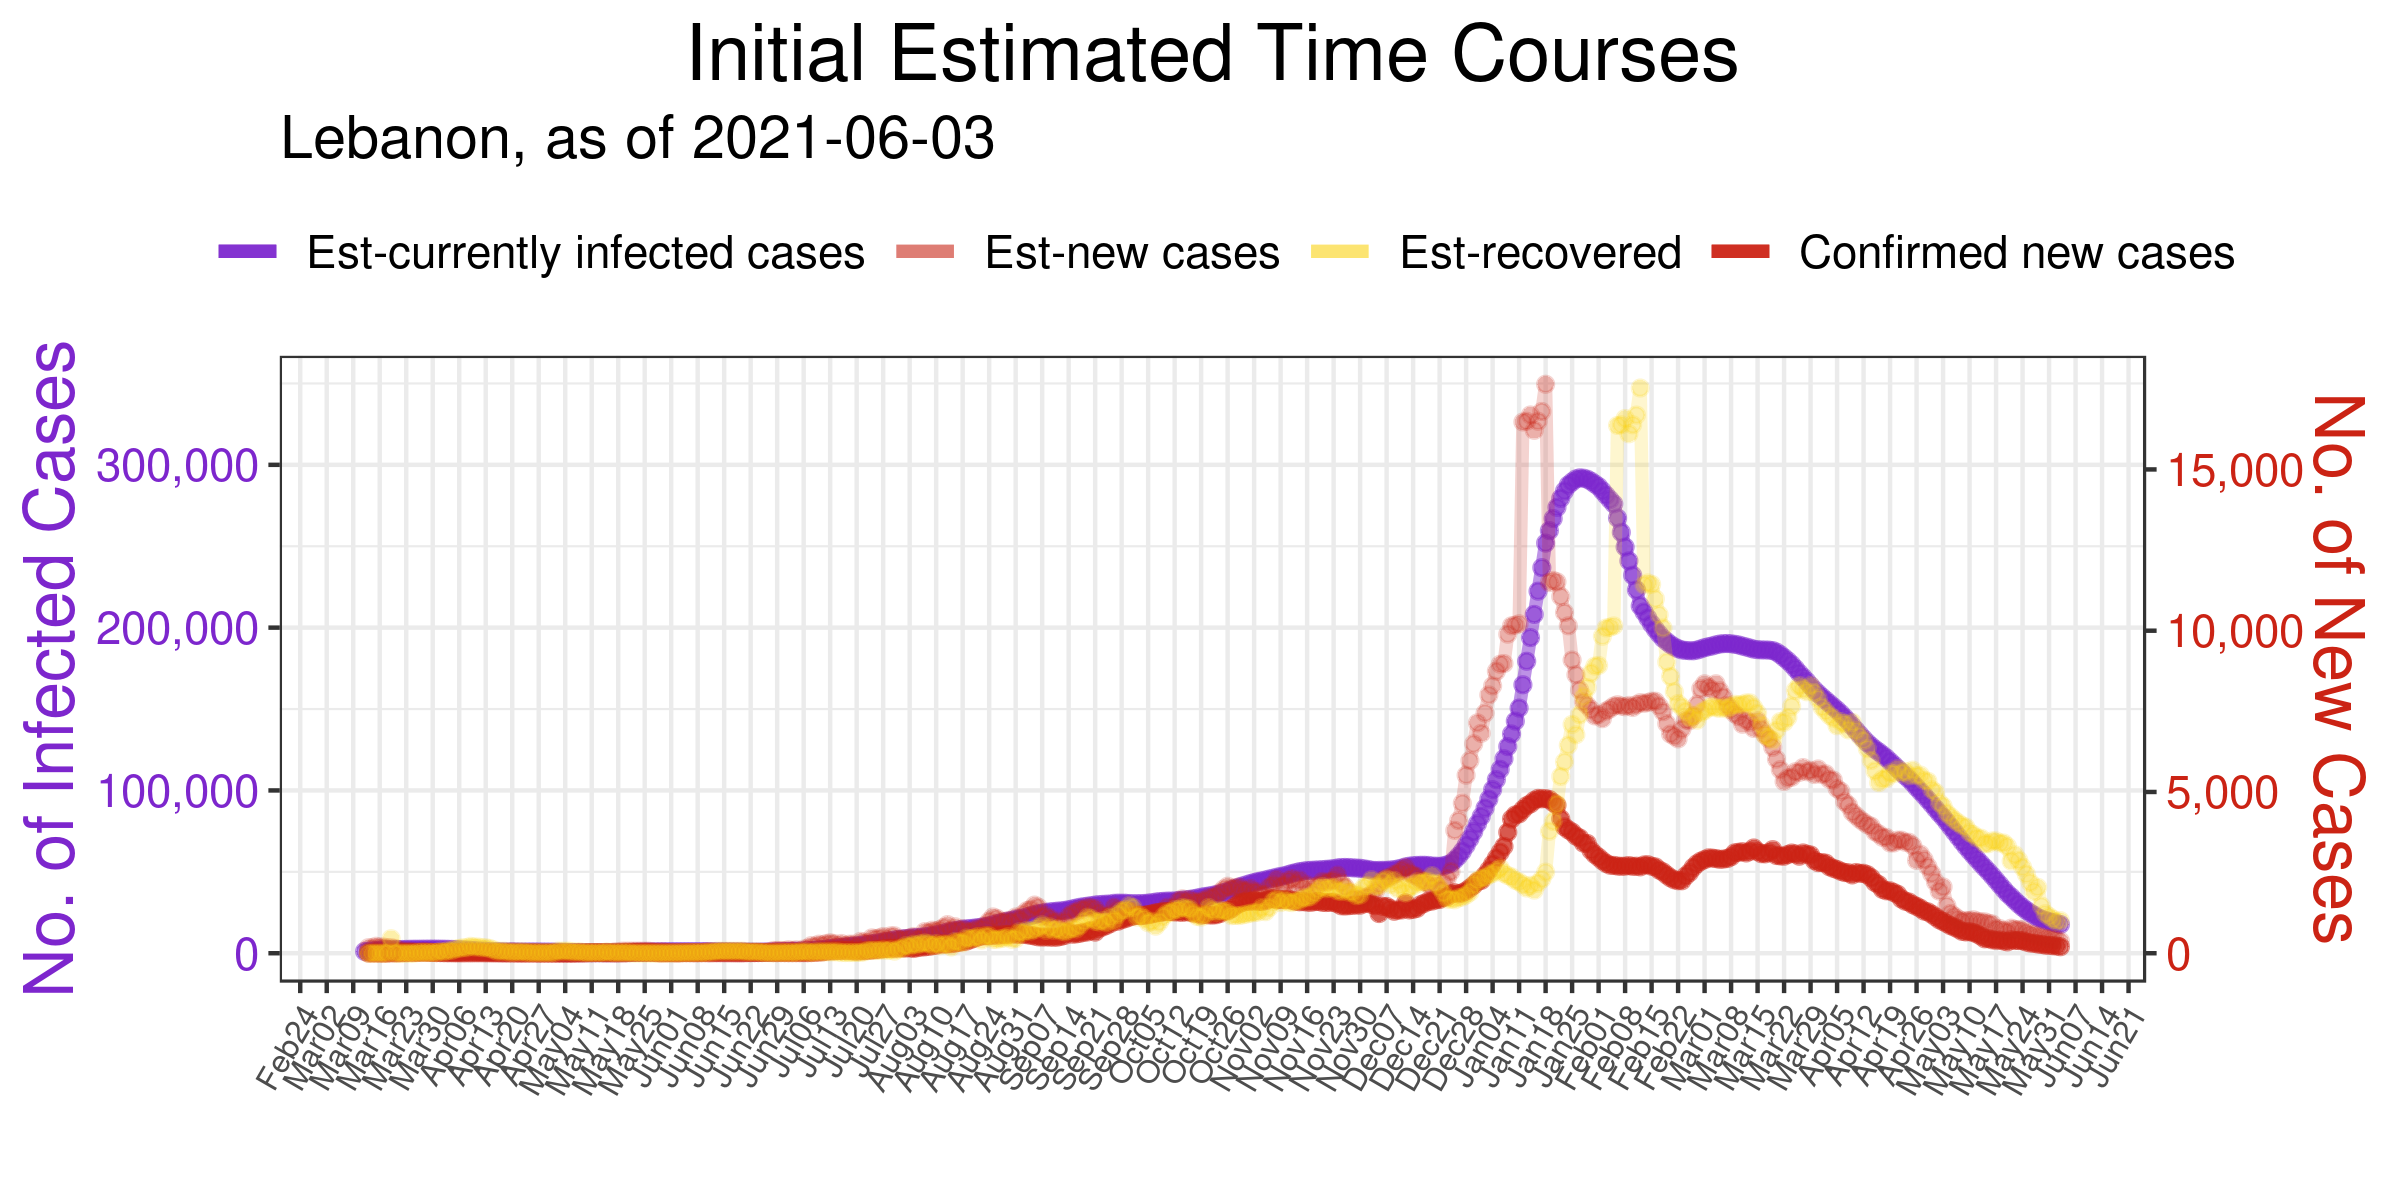 Initial Estimated Time Courses
Lebanon, as of 2021-06-03
Est-currently infected cases
Est-new cases
Est-recovered
Confirmed new cases
No. of Infected Cases
300,000
200,000
100,000
0
15,000
10,000
5,000
0
No. of New Cases
Feb24
Mar02
Mar09
Mar16
Mar23
Mar30
Apr06
Apr13
Apr20
Apr27
May04
May11
May18
May25
Jun01
Jun08
Jun15
Jun22
Jun29
Jul06
Jul13
Jul20
Jul27
Aug03
Aug10
Aug17
Aug24
Aug31
Sep07
Sep14
Sep21
Sep28
Oct05
Oct12
Oct19
Oct26
Nov02
Nov09
Nov16
Nov23
Nov30
Dec07
Dec14
Dec21
Dec28
Jan04
Jan11
Jan18
Jan25
Feb01
Feb08
Feb15
Feb22
Mar01
Mar08
Mar15
Mar22
Mar29
Apr05
Apr12
Apr19
Apr26
May03
May10
May17
May24
May31
Jun07
Jun14
Jun21